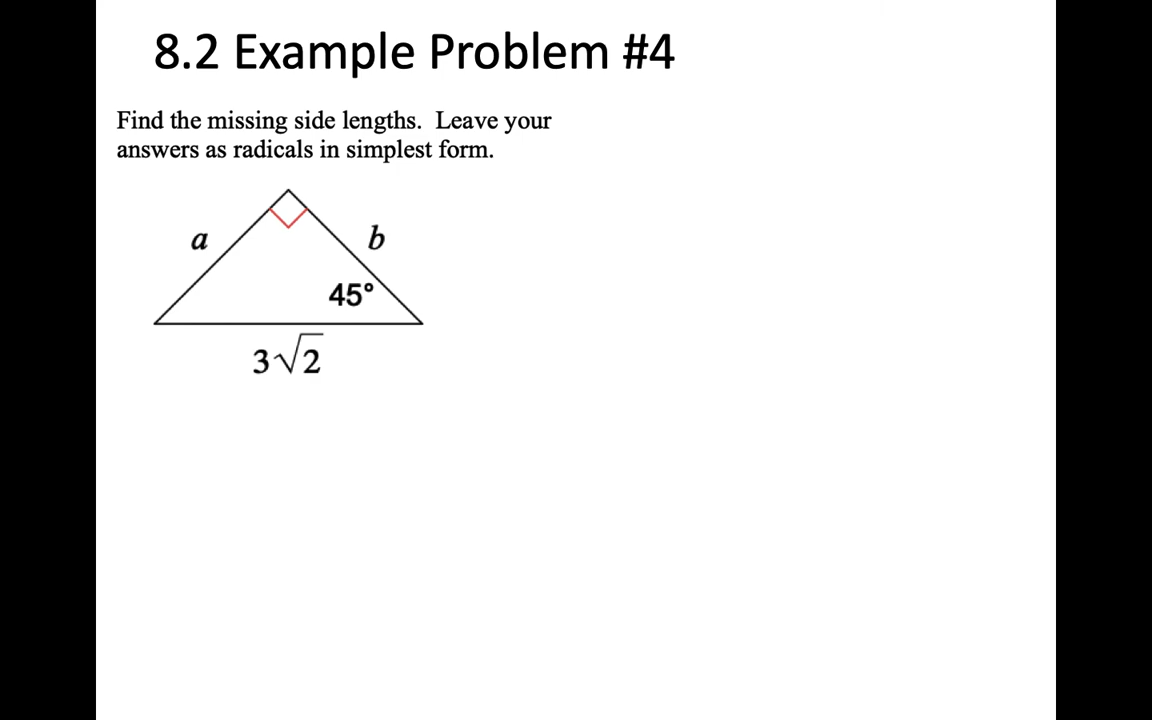 8.2 Example Problem #4
Find the missing side lengths.  Leave your
answers as radicals in simplest form.
a
b
45°
3√2